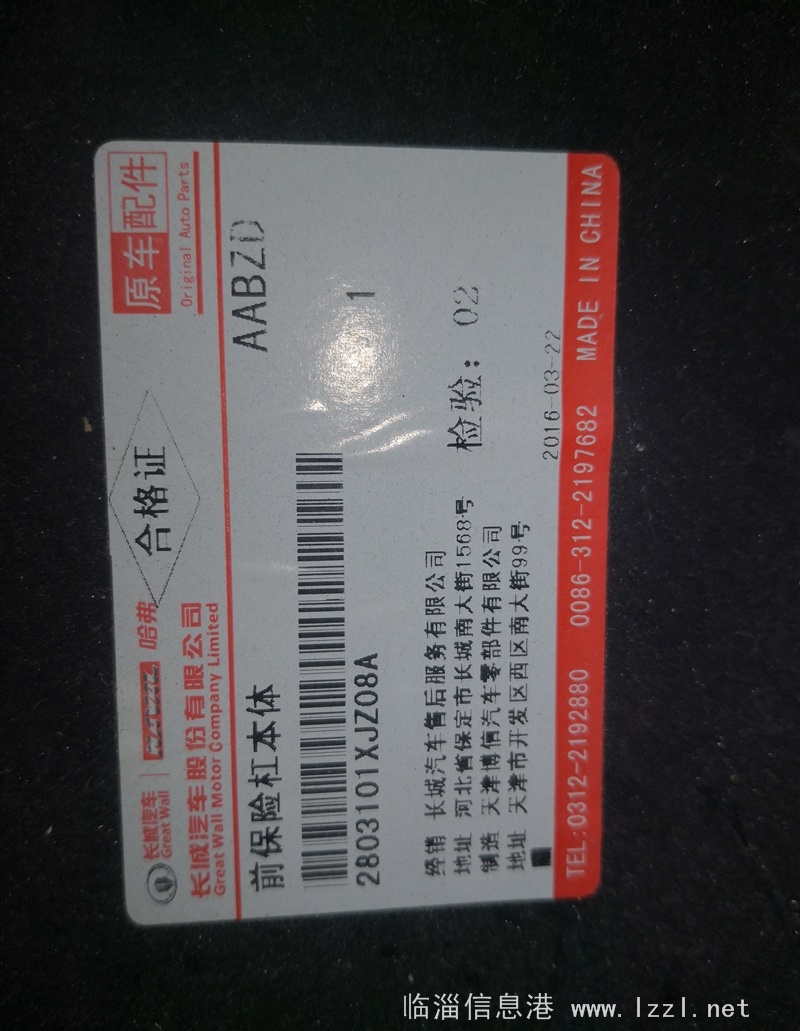 长城汽车 哈弗
Great Wall
合格证
原车配件
Original Auto Parts
长城汽车股份有限公司
Great Wall Motor Company Limited
前保险杠本体
AABZD
2803101XJZ08A
1
经销 长城汽车售后服务有限公司
地址 河北省保定市长城南大街1568号
制造 天津博信汽车零部件有限公司
地址 天津市开发区西区南大街99号
检验：02
2016-03-22
TEL:0312-2192880 0086-312-2197682 MADE IN CHINA
临淄信息港 www.lzzl.net